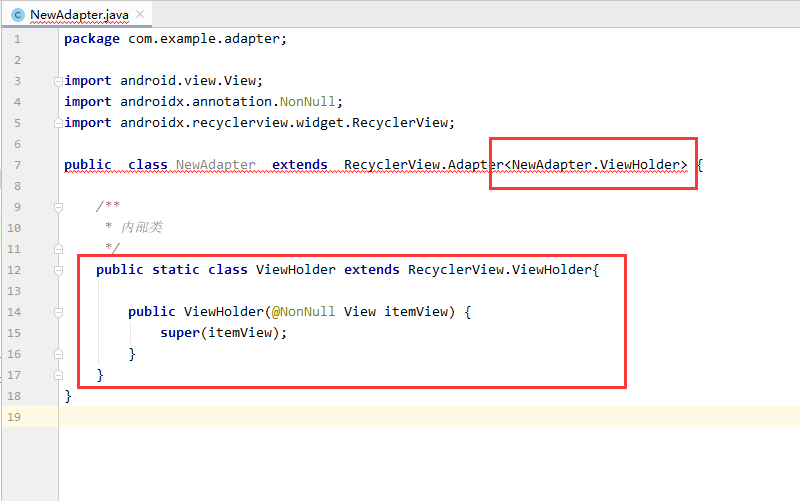 NewAdapter.java
1 package com.example.adapter;
2
3 import android.view.View;
4 import androidx.annotation.NonNull;
5 import androidx.recyclerview.widget.RecyclerView;
6
7 public class NewAdapter extends RecyclerView.Adapter<NewAdapter.ViewHolder> {
8
9 /**
10 * 内部类
11 */
12 public static class ViewHolder extends RecyclerView.ViewHolder{
13
14 public ViewHolder(@NonNull View itemView) {
15 super(itemView);
16 }
17 }
18 }
19